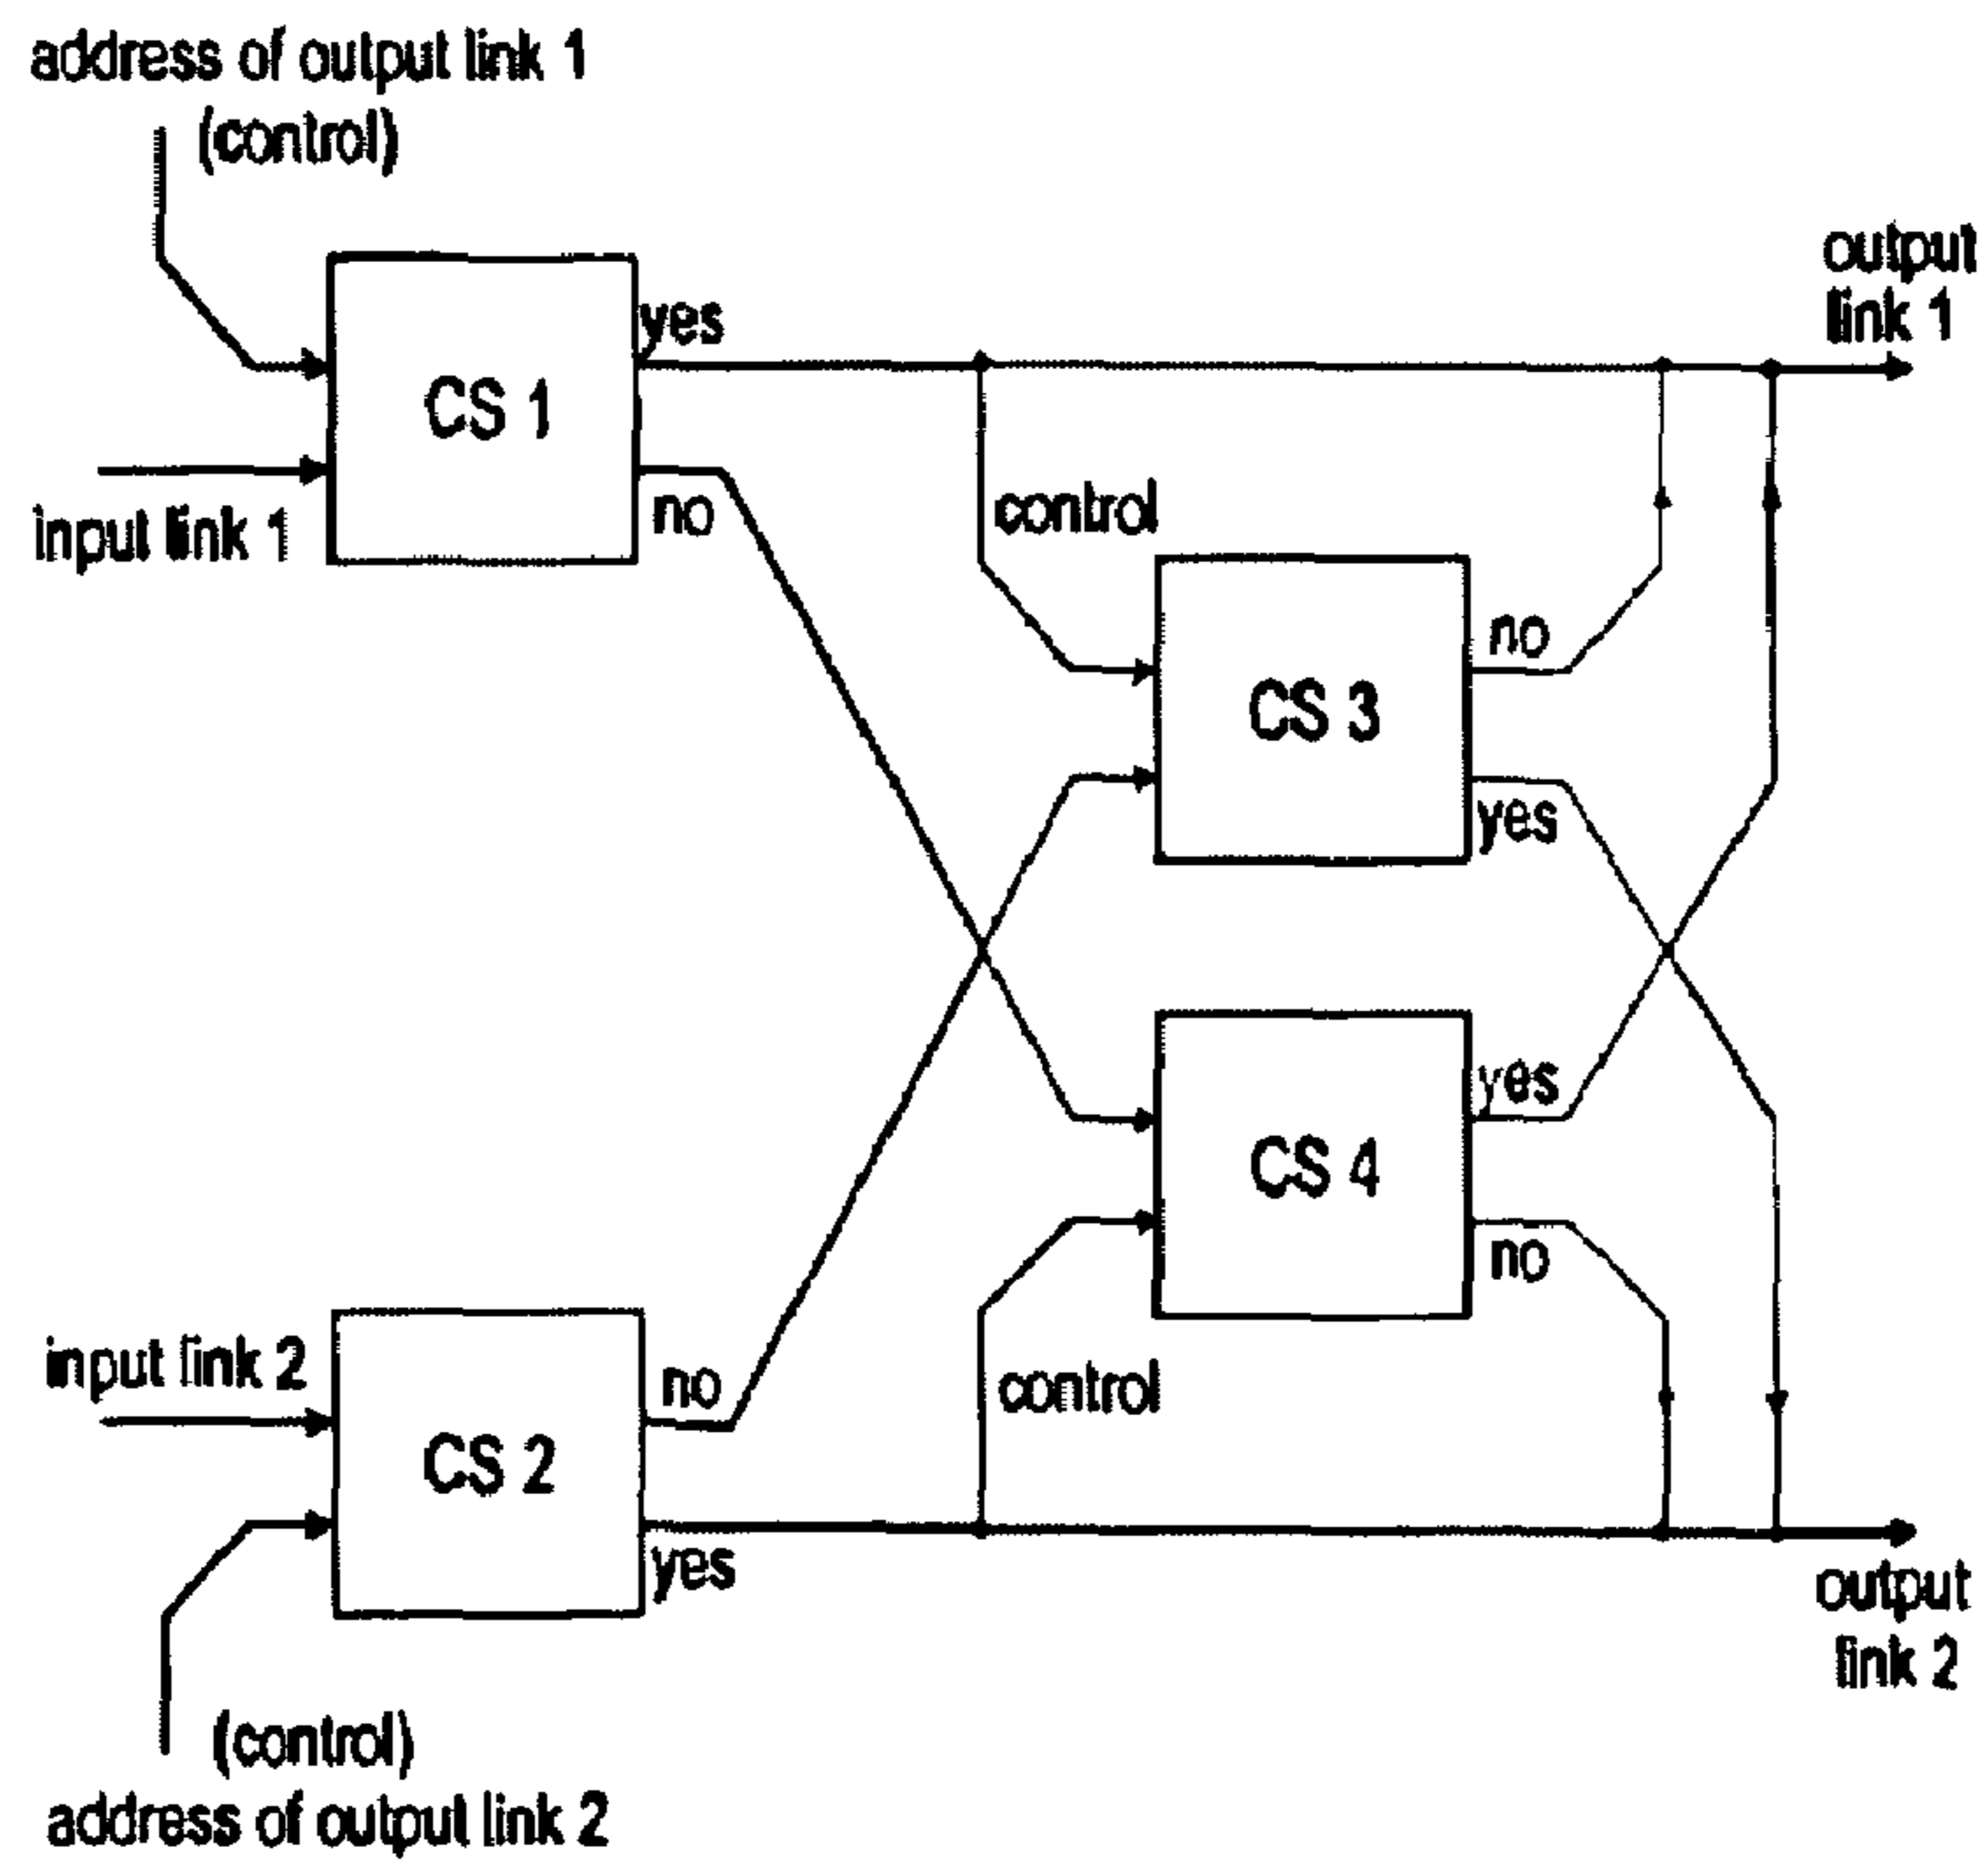 address of output link 1
(control)
output
link 1
yes
CS 1
no
input link 1
control
no
CS 3
yes
yes
CS 4
no
input link 2
no
control
CS 2
yes
output
link 2
(control)
address of output link 2